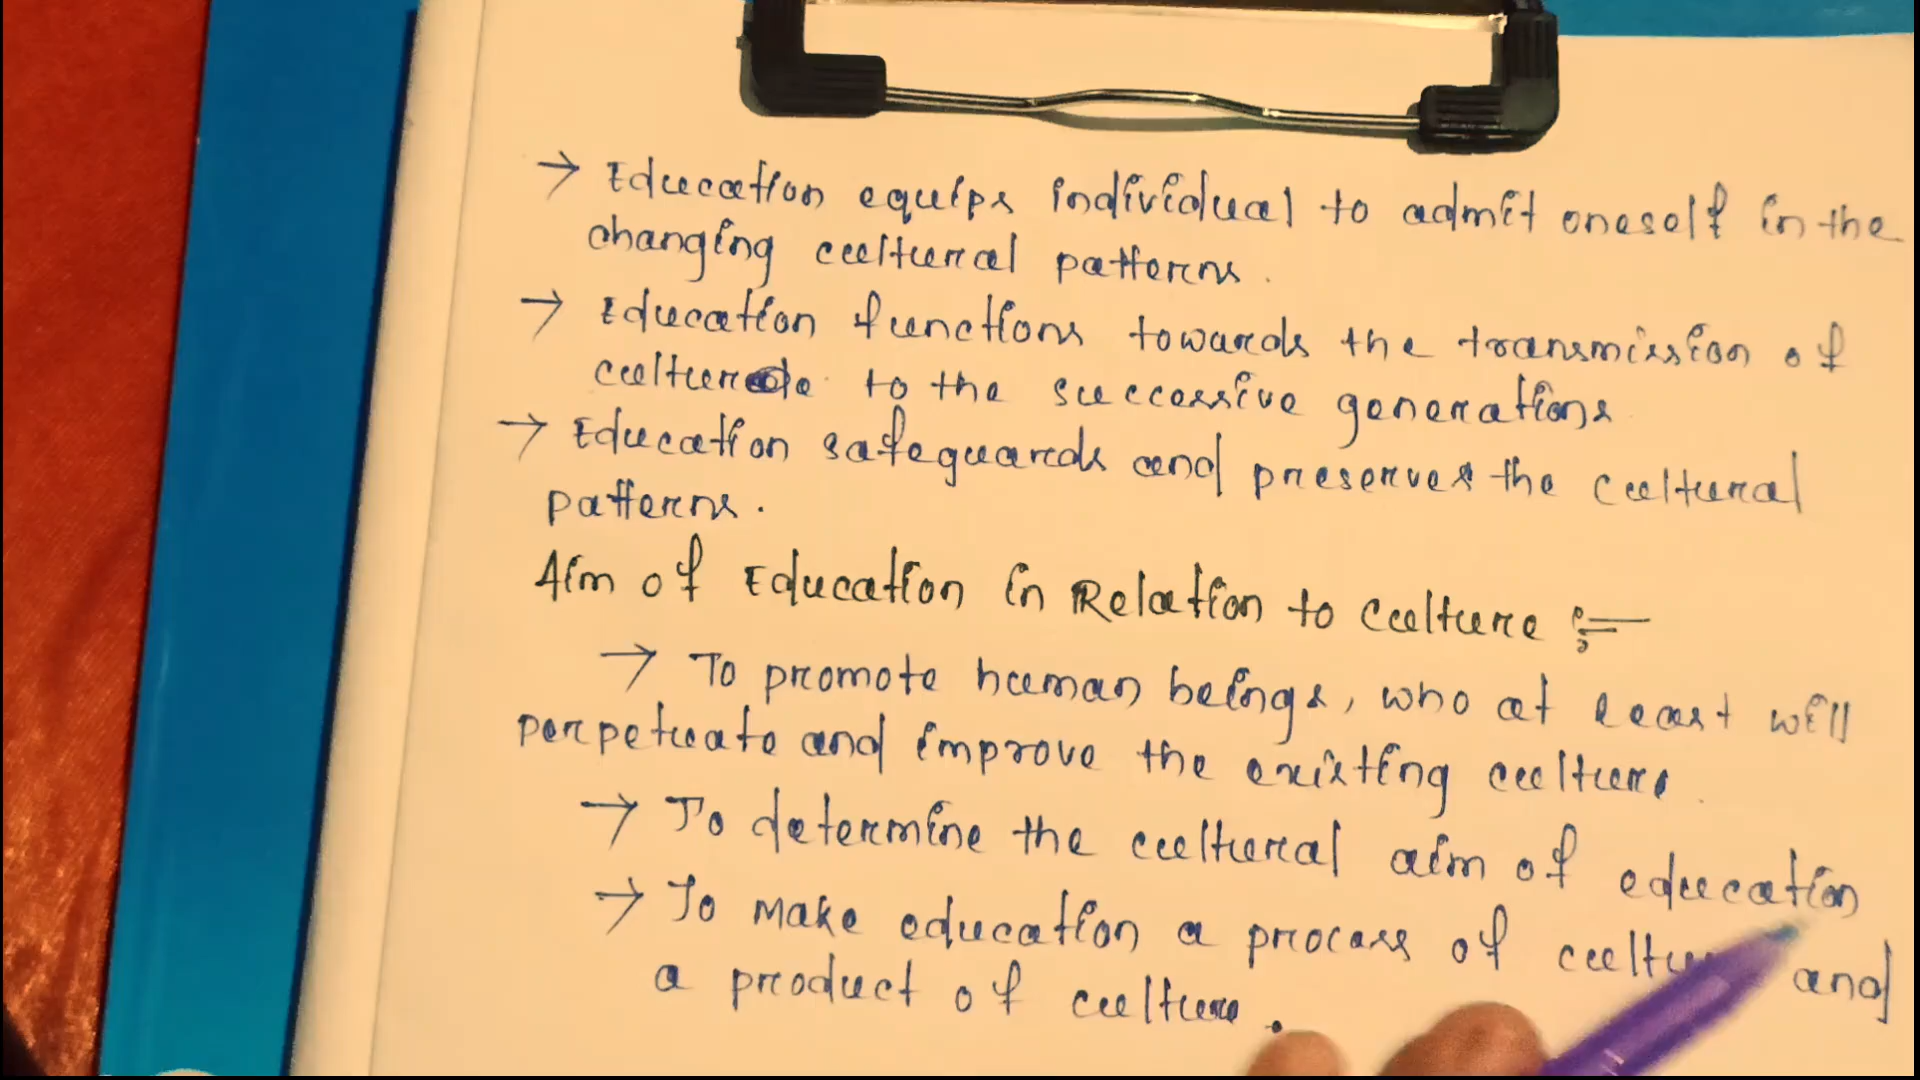 → Education equips individual to admit oneself in the
changing cultural patterns.
→ Education functions towards the transmission of
culture to the successive generations
→ Education safeguards and preserves the cultural
patterns.
Aim of Education in Relation to culture :=
→ To promote human beings, who at least will
perpetuate and improve the existing culture.
→ To determine the cultural aim of education
→ To make education a process of culture and
a product of culture.